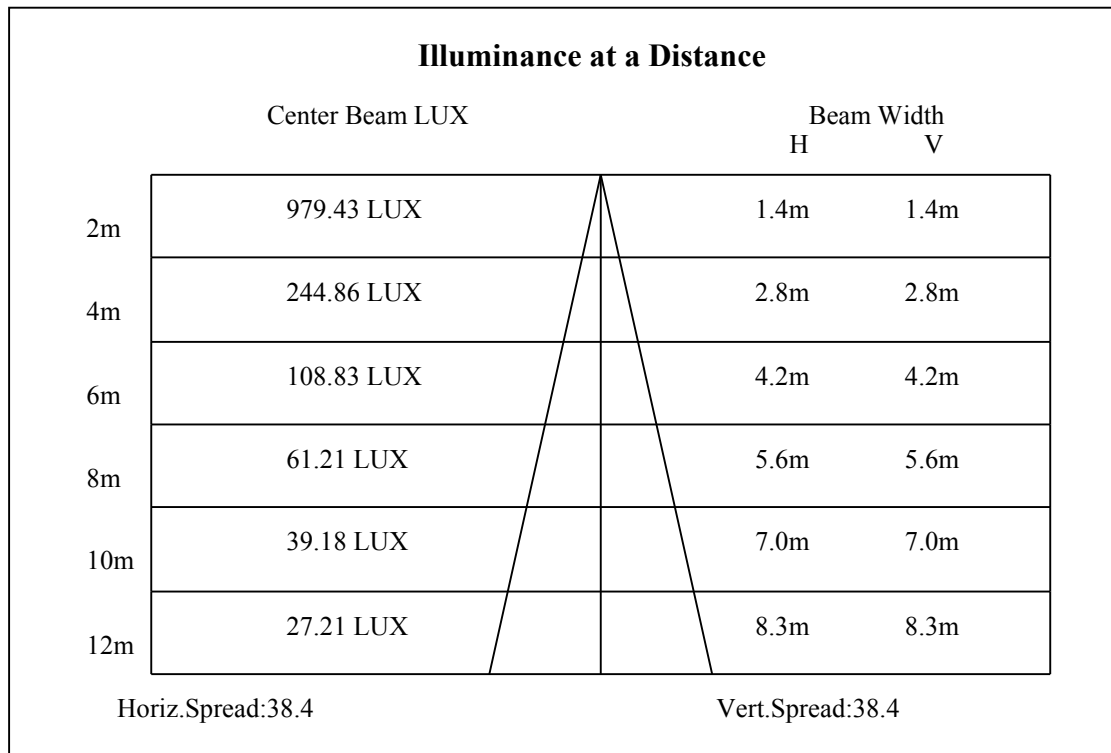 Illuminance at a Distance
Center Beam LUX Beam Width
H V
979.43 LUX 1.4m 1.4m
2m
244.86 LUX 2.8m 2.8m
4m
108.83 LUX 4.2m 4.2m
6m
61.21 LUX 5.6m 5.6m
8m
39.18 LUX 7.0m 7.0m
10m
27.21 LUX 8.3m 8.3m
12m
Horiz.Spread:38.4 Vert.Spread:38.4